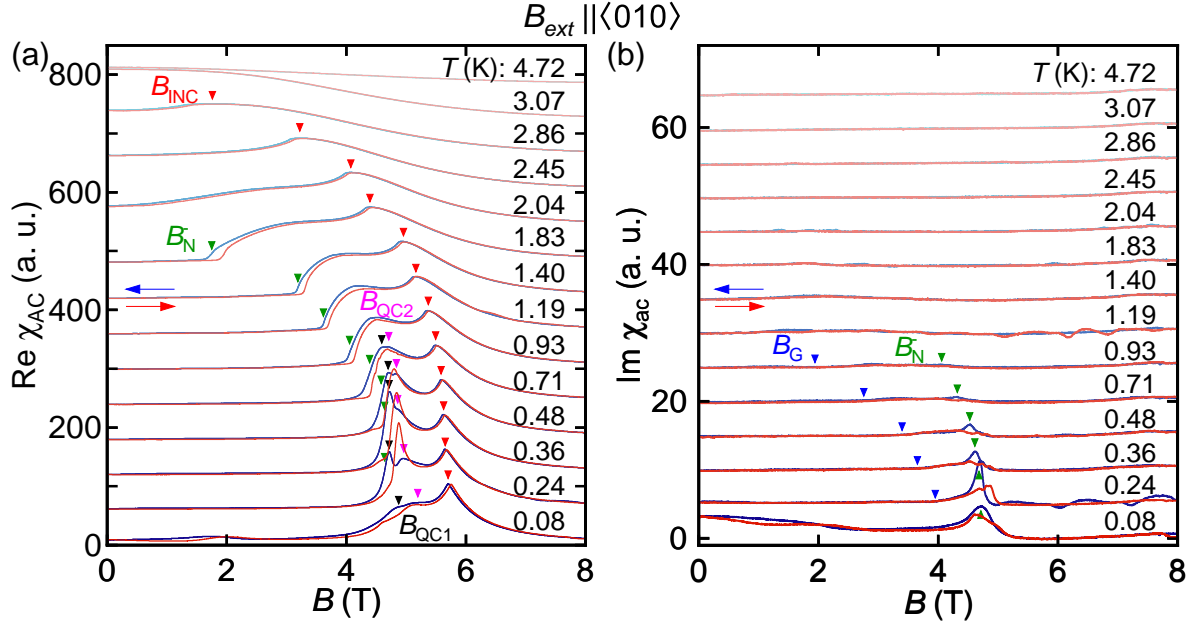 B_ext || ⟨010⟩
(a)
T (K): 4.72
3.07
2.86
2.45
2.04
1.83
1.40
1.19
0.93
0.71
0.48
0.36
0.24
0.08
B_INC
B_N^-
B_QC2
B_QC1
Re χ_AC (a. u.)
800
600
400
200
0
0 2 4 6 8
B (T)
(b)
T (K): 4.72
3.07
2.86
2.45
2.04
1.83
1.40
1.19
0.93
0.71
0.48
0.36
0.24
0.08
B_G
B_N^-
Im χ_ac (a. u.)
60
40
20
0
0 2 4 6 8
B (T)